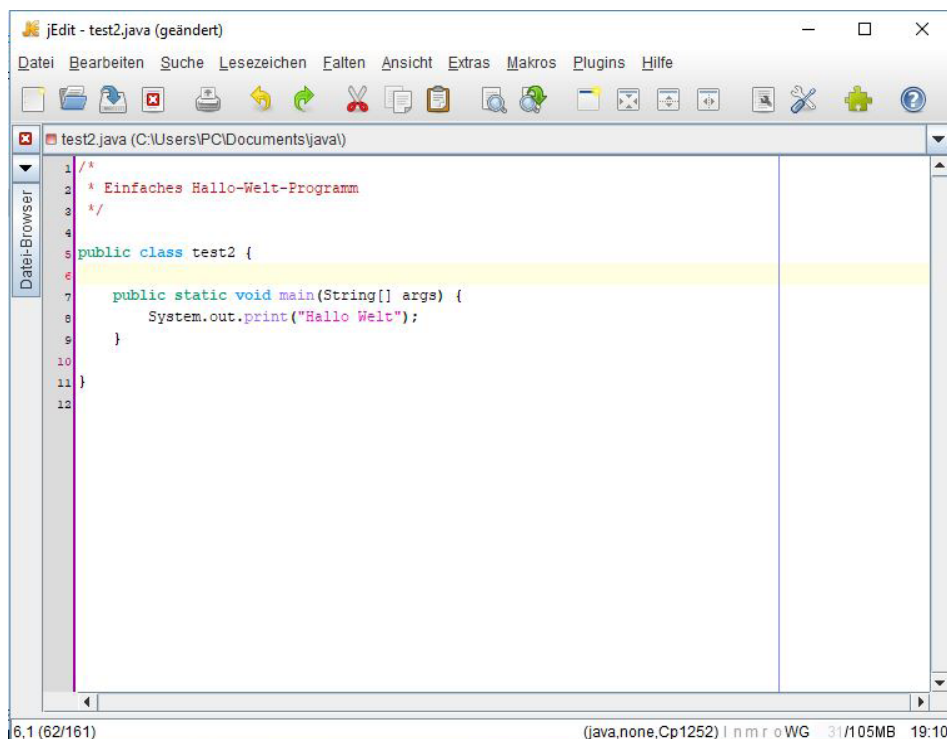 jEdit - test2.java (geändert)
Datei Bearbeiten Suche Lesezeichen Falten Ansicht Extras Makros Plugins Hilfe
test2.java (C:\Users\PC\Documents\java\)
Datei-Browser
1 /*
2  * Einfaches Hallo-Welt-Programm
3  */
4
5 public class test2 {
6
7     public static void main(String[] args) {
8         System.out.print("Hallo Welt");
9     }
10
11 }
12
6,1 (62/161) (java,none,Cp1252) | n m r o WG 31/105MB 19:10